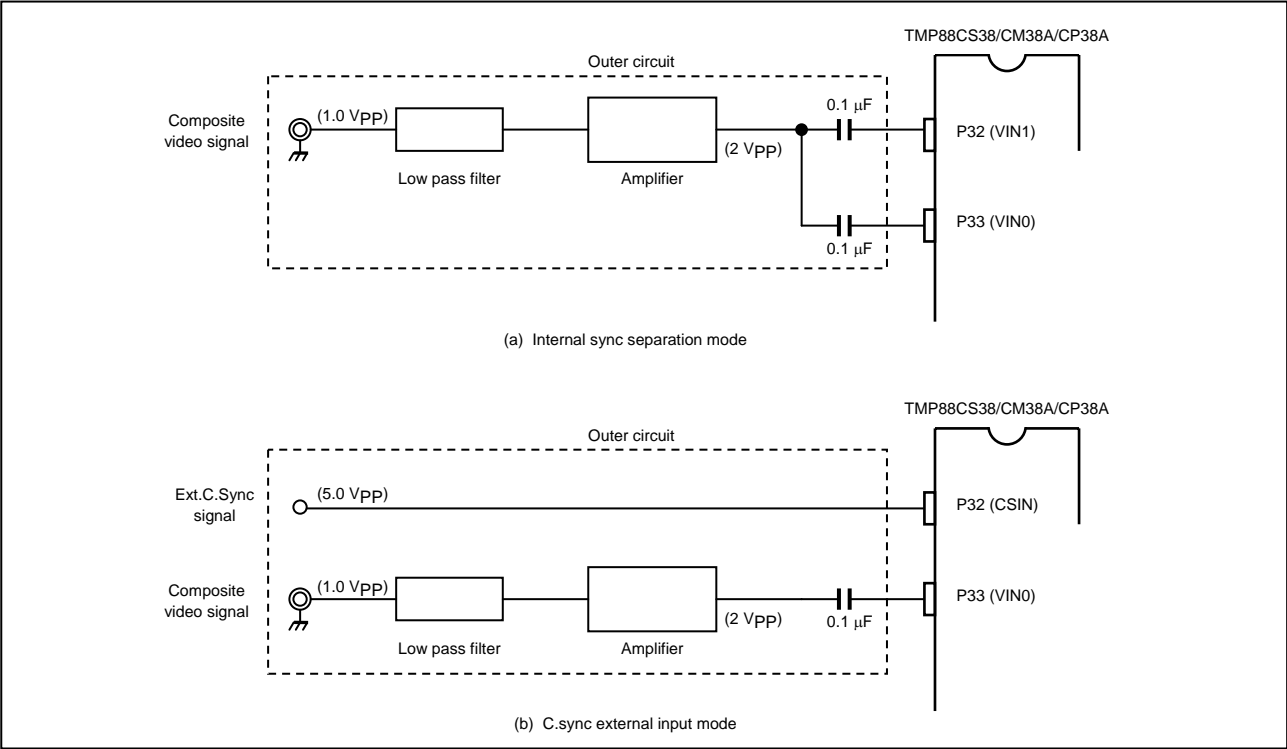 TMP88CS38/CM38A/CP38A
Outer circuit
Composite
video signal
(1.0 VPP)
Low pass filter
Amplifier
(2 VPP)
0.1 μF
0.1 μF
P32 (VIN1)
P33 (VIN0)
(a) Internal sync separation mode
TMP88CS38/CM38A/CP38A
Outer circuit
Ext.C.Sync
signal
(5.0 VPP)
P32 (CSIN)
Composite
video signal
(1.0 VPP)
Low pass filter
Amplifier
(2 VPP)
0.1 μF
P33 (VIN0)
(b) C.sync external input mode